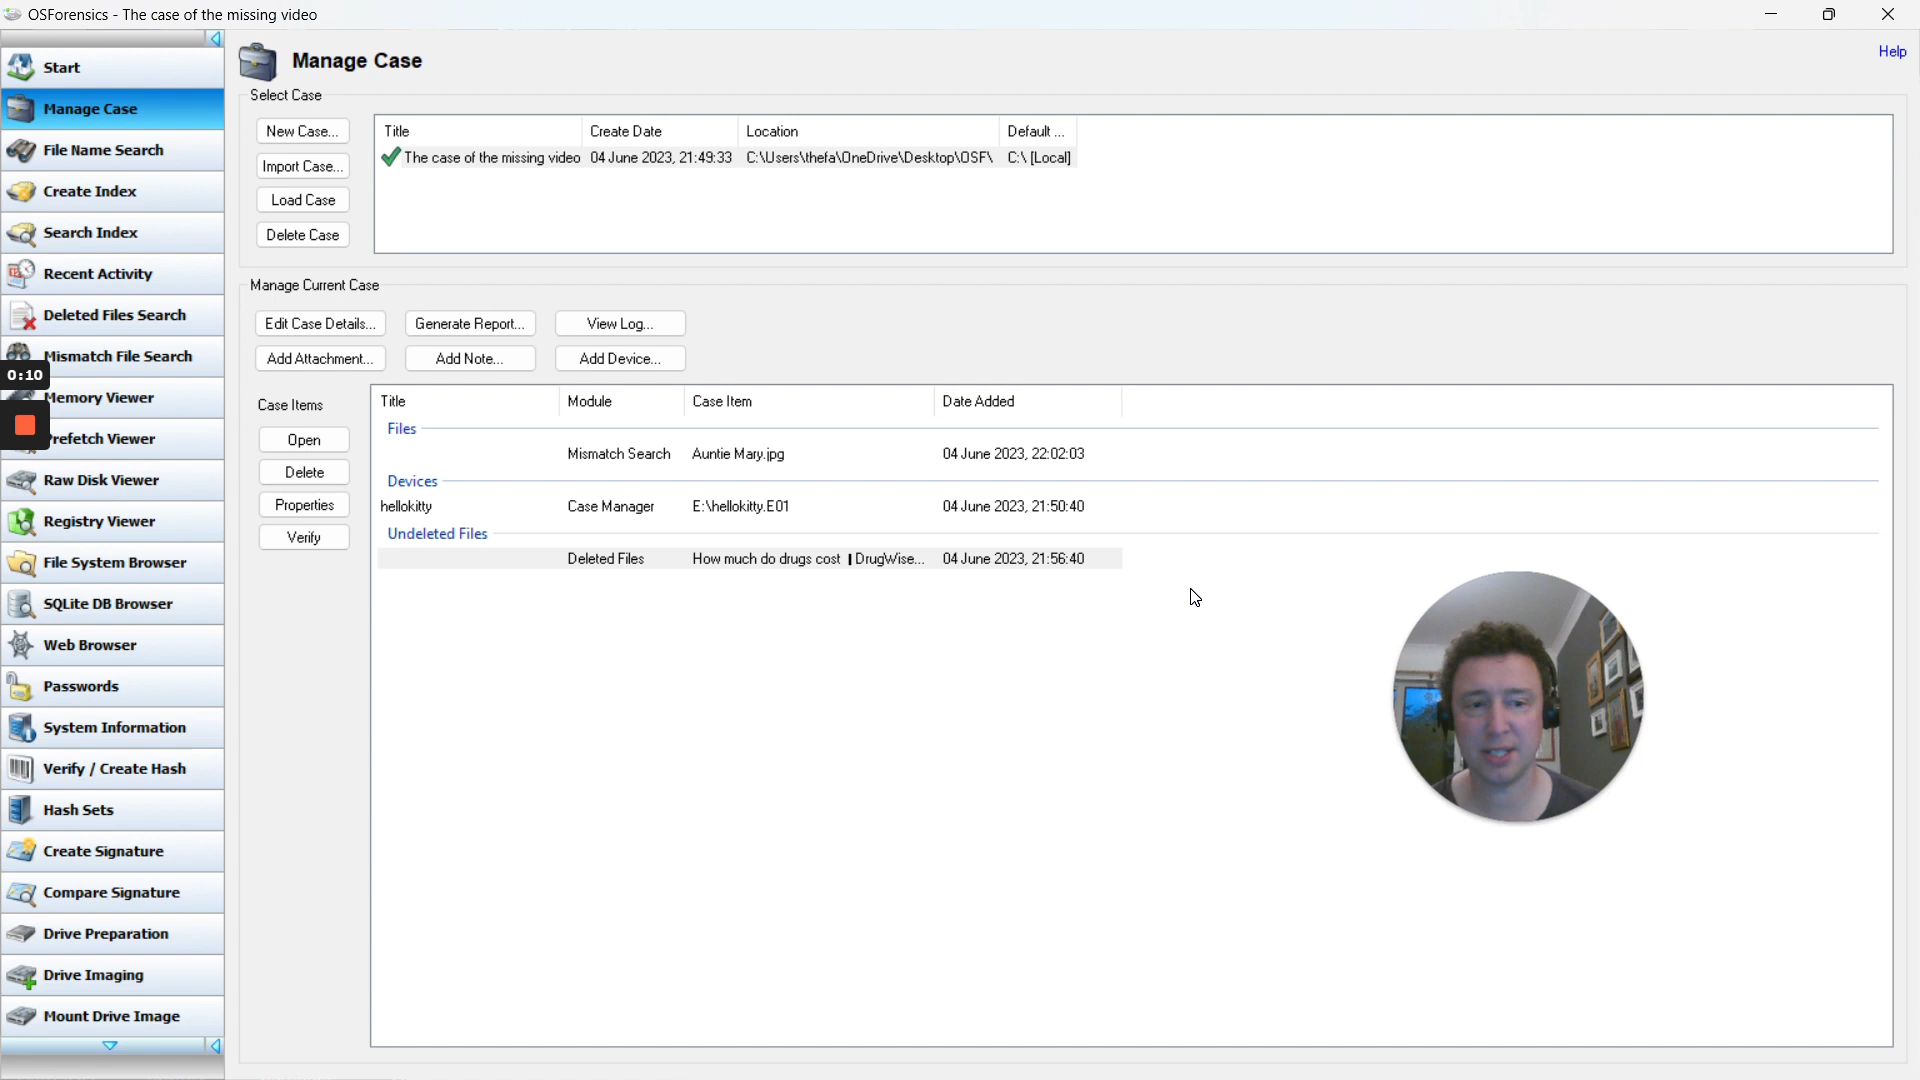 OSForensics - The case of the missing video
Start
Manage Case
File Name Search
Create Index
Search Index
Recent Activity
Deleted Files Search
Mismatch File Search
0:10
Memory Viewer
Prefetch Viewer
Raw Disk Viewer
Registry Viewer
File System Browser
SQLite DB Browser
Web Browser
Passwords
System Information
Verify / Create Hash
Hash Sets
Create Signature
Compare Signature
Drive Preparation
Drive Imaging
Mount Drive Image
Manage Case
Help
Select Case
New Case...
Import Case...
Load Case
Delete Case
Title Create Date Location Default ...
The case of the missing video 04 June 2023, 21:49:33 C:\Users\thefa\OneDrive\Desktop\OSF\ C:\ [Local]
Manage Current Case
Edit Case Details... Generate Report... View Log...
Add Attachment... Add Note... Add Device...
Case Items
Open
Delete
Properties
Verify
Title Module Case Item Date Added
Files
Mismatch Search Auntie Mary.jpg 04 June 2023, 22:02:03
Devices
hellokitty Case Manager E:\hellokitty.E01 04 June 2023, 21:50:40
Undeleted Files
Deleted Files How much do drugs cost ❙ DrugWise... 04 June 2023, 21:56:40